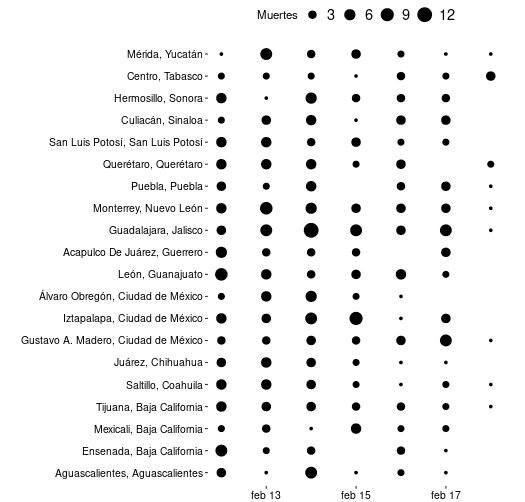 Muertes 3 6 9 12
Mérida, Yucatán
Centro, Tabasco
Hermosillo, Sonora
Culiacán, Sinaloa
San Luis Potosí, San Luis Potosí
Querétaro, Querétaro
Puebla, Puebla
Monterrey, Nuevo León
Guadalajara, Jalisco
Acapulco De Juárez, Guerrero
León, Guanajuato
Álvaro Obregón, Ciudad de México
Iztapalapa, Ciudad de México
Gustavo A. Madero, Ciudad de México
Juárez, Chihuahua
Saltillo, Coahuila
Tijuana, Baja California
Mexicali, Baja California
Ensenada, Baja California
Aguascalientes, Aguascalientes
feb 13 feb 15 feb 17